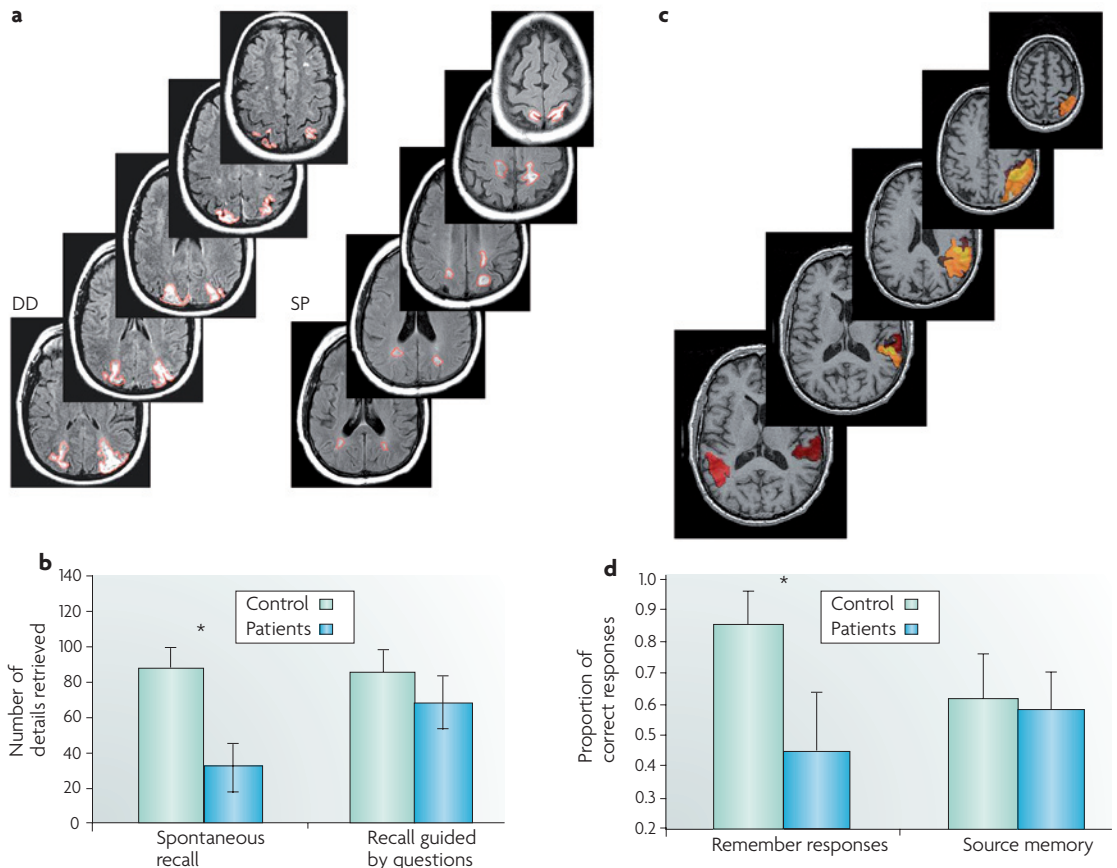 a
DD
SP
c
b
Number of
details retrieved
140
120
100
80
60
40
20
0
*
Control
Patients
Spontaneous
recall
Recall guided
by questions
d
Proportion of
correct responses
1.0
0.9
0.8
0.7
0.6
0.5
0.4
0.3
0.2
*
Control
Patients
Remember responses
Source memory